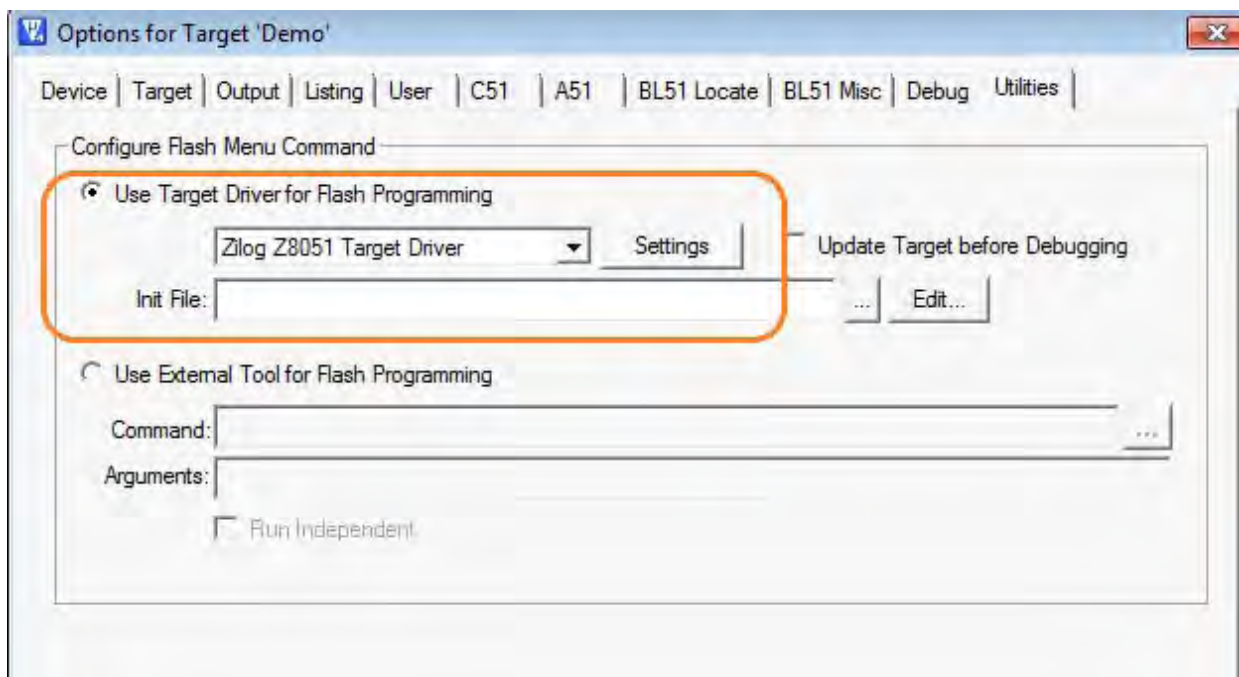 Options for Target 'Demo'
Device Target Output Listing User C51 A51 BL51 Locate BL51 Misc Debug Utilities
Configure Flash Menu Command
Use Target Driver for Flash Programming
Zilog Z8051 Target Driver Settings Update Target before Debugging
Init File: ... Edit...
Use External Tool for Flash Programming
Command: ...
Arguments:
Run Independent